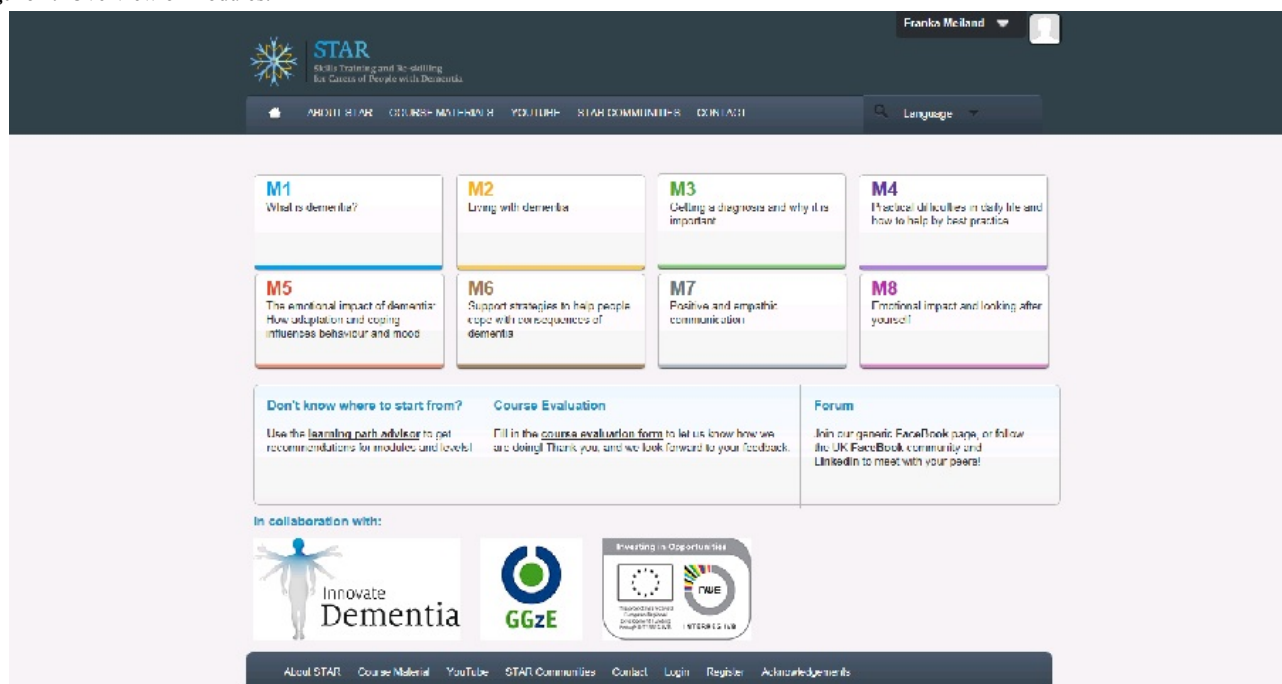 Franka Meiland
STAR
Skills Training and Re-skilling
for Carers of People with Dementia
ABOUT STAR COURSE MATERIALS YOUTUBE STAR COMMUNITIES CONTACT Language
M1
What is dementia?
M2
Living with dementia
M3
Getting a diagnosis and why it is
important
M4
Practical difficulties in daily life and
how to help by best practice
M5
The emotional impact of dementia:
How adaptation and coping
influences behaviour and mood
M6
Support strategies to help people
cope with consequences of
dementia
M7
Positive and empathic
communication
M8
Emotional impact and looking after
yourself
Don't know where to start from?
Use the learning path advisor to get
recommendations for modules and levels!
Course Evaluation
Fill in the course evaluation form to let us know how we
are doing! Thank you, and we look forward to your feedback.
Forum
Join our generic FaceBook page, or follow
the UK FaceBook community and
LinkedIn to meet with your peers!
In collaboration with:
Innovate
Dementia
GGzE
Investing in Opportunities
NWE
INTERREG IVB
About STAR Course Material YouTube STAR Communities Contact Login Register Acknowledgements